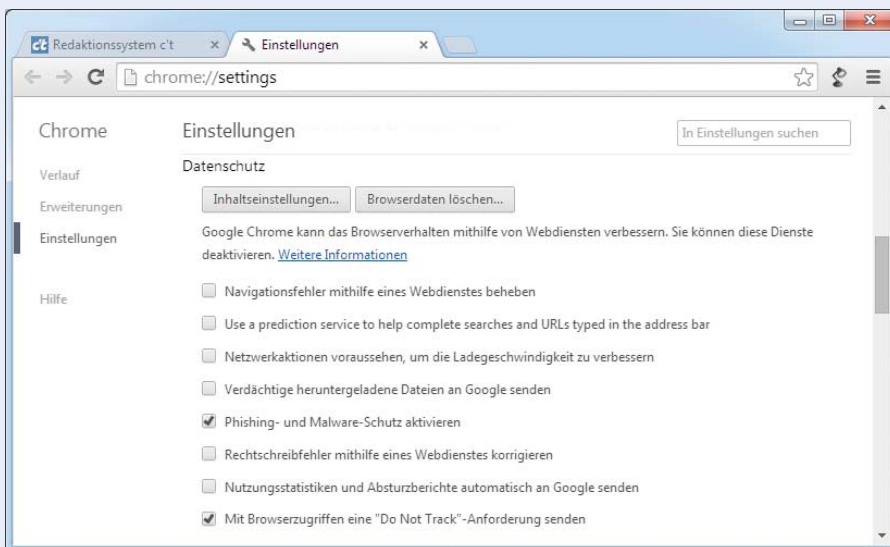 c't Redaktionssystem c't
Einstellungen
chrome://settings
Chrome
Einstellungen
In Einstellungen suchen
Verlauf
Erweiterungen
Einstellungen
Hilfe
Datenschutz
Inhaltseinstellungen... Browserdaten löschen...
Google Chrome kann das Browserverhalten mithilfe von Webdiensten verbessern. Sie können diese Dienste
deaktivieren. Weitere Informationen
Navigationsfehler mithilfe eines Webdienstes beheben
Use a prediction service to help complete searches and URLs typed in the address bar
Netzwerkaktionen voraussehen, um die Ladegeschwindigkeit zu verbessern
Verdächtige heruntergeladene Dateien an Google senden
Phishing- und Malware-Schutz aktivieren
Rechtschreibfehler mithilfe eines Webdienstes korrigieren
Nutzungsstatistiken und Absturzberichte automatisch an Google senden
Mit Browserzugriffen eine "Do Not Track"-Anforderung senden